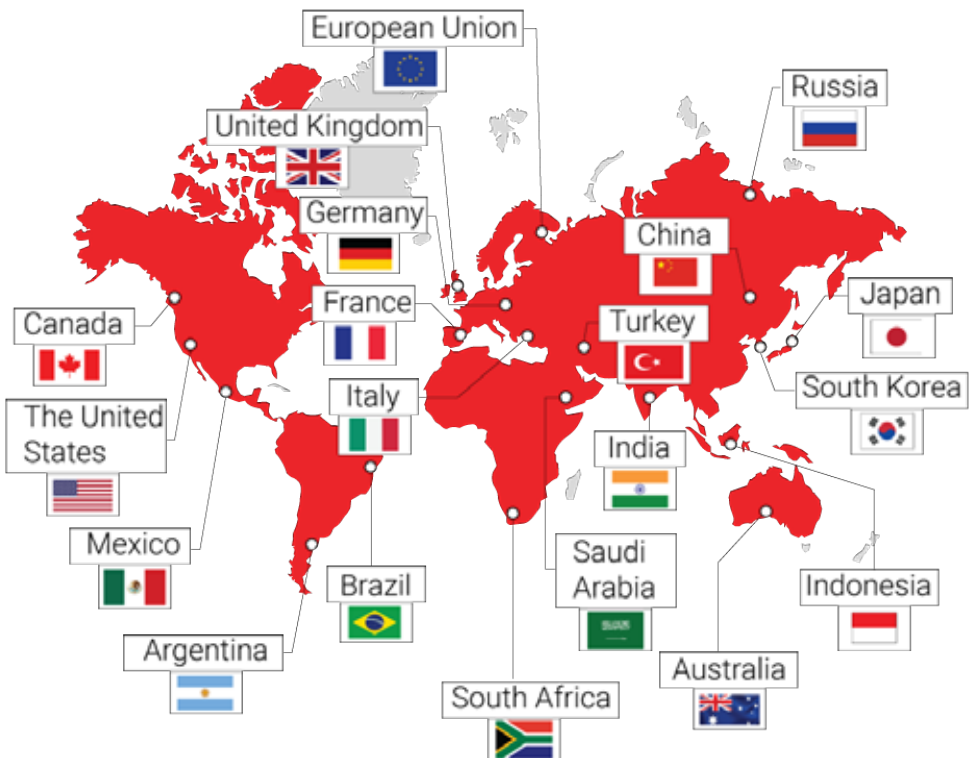 European Union
Russia
United Kingdom
Germany
China
France
Japan
Canada
Turkey
Italy
South Korea
The United
States
India
Mexico
Saudi
Arabia
Brazil
Indonesia
Argentina
Australia
South Africa